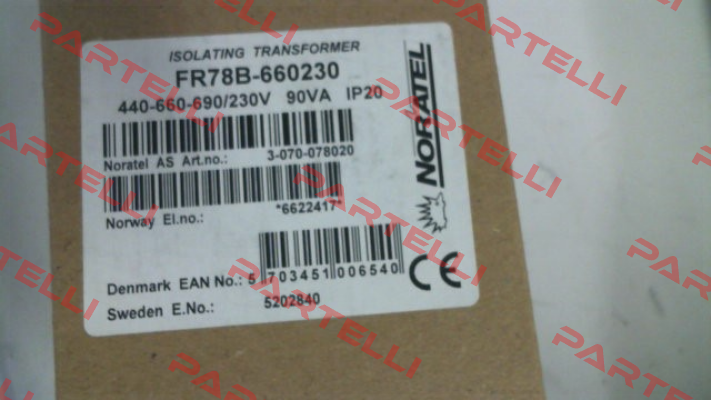 ISOLATING TRANSFORMER
FR78B-660230
440-660-690/230V 90VA IP20
Noratel AS Art.no.: 3-070-078020
Norway El.no.: *6622417*
Denmark EAN No.: 5 703451 006540
Sweden E.No.: 5202840
NORATEL
CE
PARTELLI
PARTELLI
PARTELLI
PARTELLI
PARTELLI
PARTELLI
PARTELLI
PARTELLI